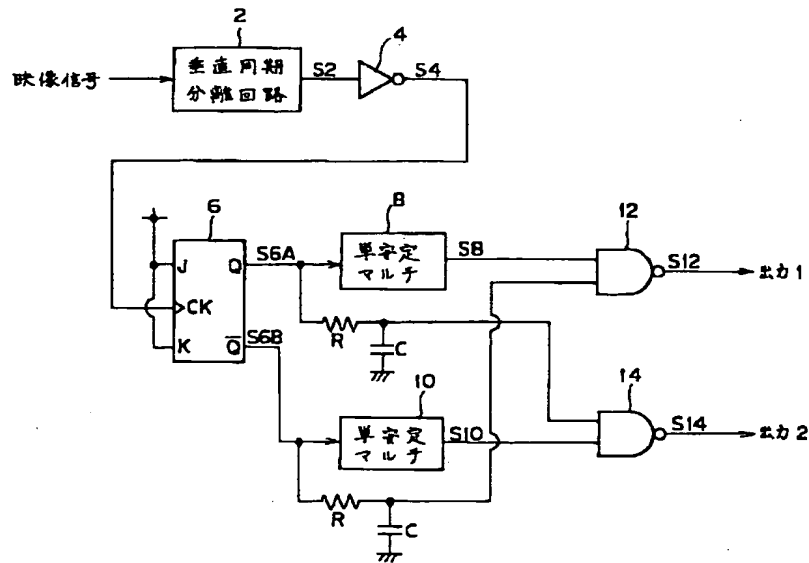 2
4
垂直同期
分離回路
映像信号
S2
S4
6
J
Q
CK
K
Q̅
S6A
S6B
8
単安定
マルチ
S8
R
C
12
S12
出力1
10
単安定
マルチ
S10
R
C
14
S14
出力2